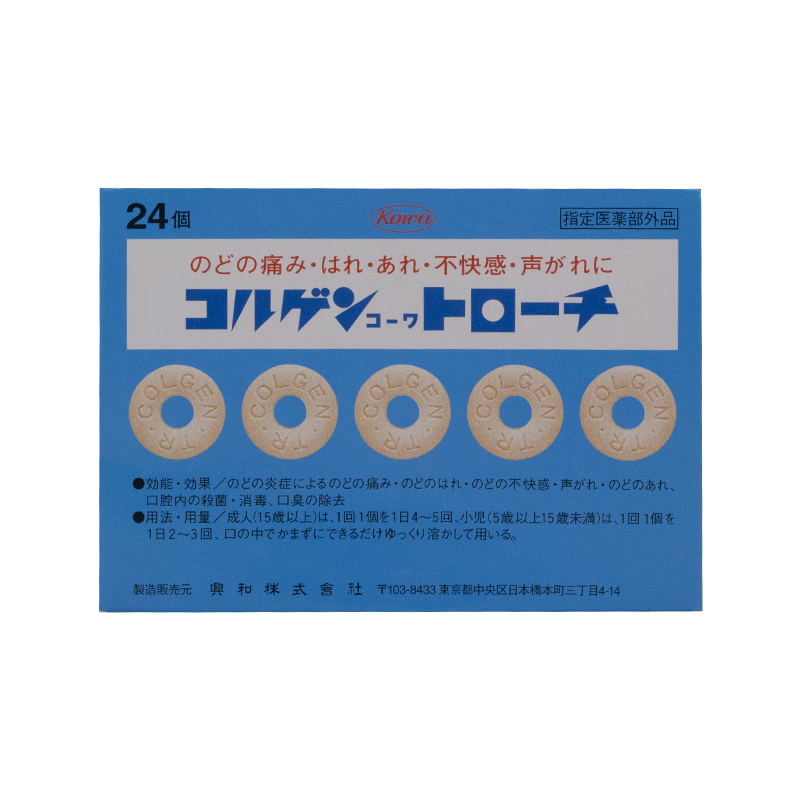 24個
Kowa
指定医薬部外品
のどの痛み・はれ・あれ・不快感・声がれに
コルゲンコーワトローチ
COLGEN・TR・
COLGEN・TR・
COLGEN・TR・
COLGEN・TR・
COLGEN・TR・
●効能・効果／のどの炎症によるのどの痛み・のどのはれ・のどの不快感・声がれ・のどのあれ、
口腔内の殺菌・消毒、口臭の除去
●用法・用量／成人(15歳以上)は、1回1個を1日4〜5回、小児(5歳以上15歳未満)は、1回1個を
1日2〜3回、口の中でかまずにできるだけゆっくり溶かして用いる。
製造販売元 興和株式會社 〒103-8433 東京都中央区日本橋本町三丁目4-14